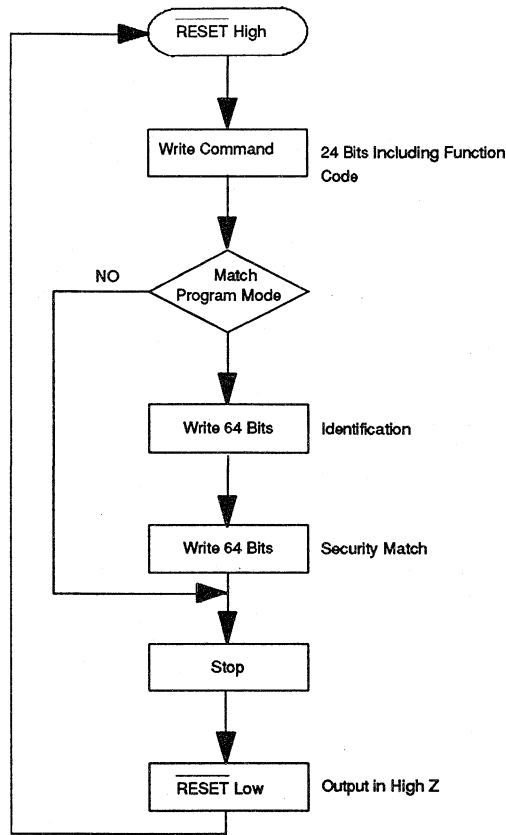 RESET High
Write Command
24 Bits Including Function
Code
NO
Match
Program Mode
Write 64 Bits
Identification
Write 64 Bits
Security Match
Stop
RESET Low
Output in High Z